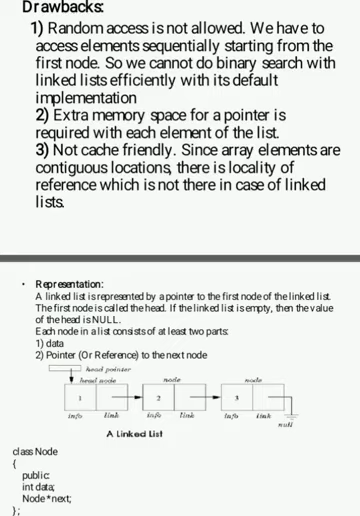 Drawbacks:
1) Random access is not allowed. We have to
access elements sequentially starting from the
first node. So we cannot do binary search with
linked lists efficiently with its default
implementation
2) Extra memory space for a pointer is
required with each element of the list.
3) Not cache friendly. Since array elements are
contiguous locations, there is locality of
reference which is not there in case of linked
lists.
• Representation:
A linked list is represented by a pointer to the first node of the linked list.
The first node is called the head. If the linked list is empty, then the value
of the head is NULL.
Each node in a list consists of at least two parts:
1) data
2) Pointer (Or Reference) to the next node
head pointer
head node node node
1 2 3
info link info link info link
null
A Linked List
class Node
{
public:
int data;
Node *next;
};